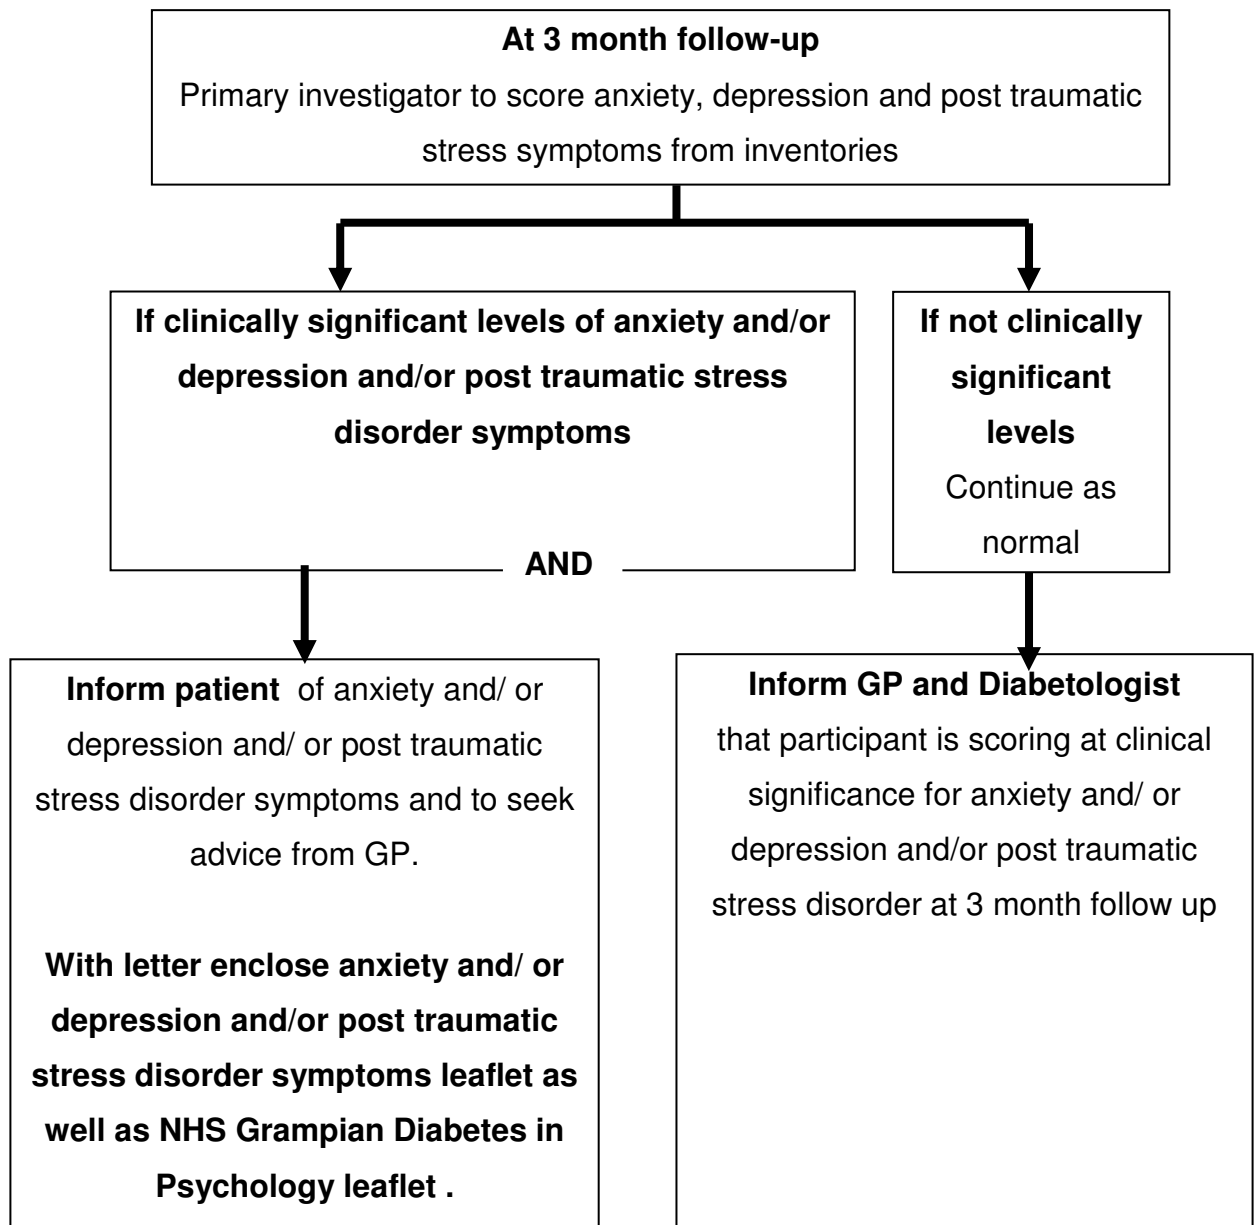 At 3 month follow-up
Primary investigator to score anxiety, depression and post traumatic
stress symptoms from inventories
If clinically significant levels of anxiety and/or
depression and/or post traumatic stress
disorder symptoms
AND
If not clinically
significant
levels
Continue as
normal
Inform patient of anxiety and/ or
depression and/ or post traumatic
stress disorder symptoms and to seek
advice from GP.
With letter enclose anxiety and/ or
depression and/or post traumatic
stress disorder symptoms leaflet as
well as NHS Grampian Diabetes in
Psychology leaflet .
Inform GP and Diabetologist
that participant is scoring at clinical
significance for anxiety and/ or
depression and/or post traumatic
stress disorder at 3 month follow up